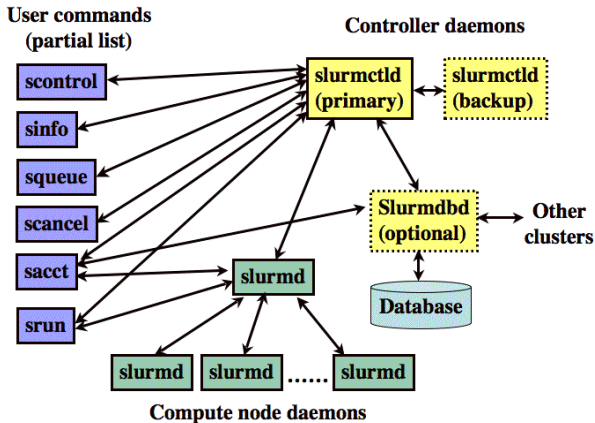 User commands
(partial list)
Controller daemons
scontrol
slurmctld
(primary)
slurmctld
(backup)
sinfo
squeue
scancel
Slurmdbd
(optional)
Other
clusters
sacct
slurmd
Database
srun
slurmd
slurmd
......
slurmd
Compute node daemons